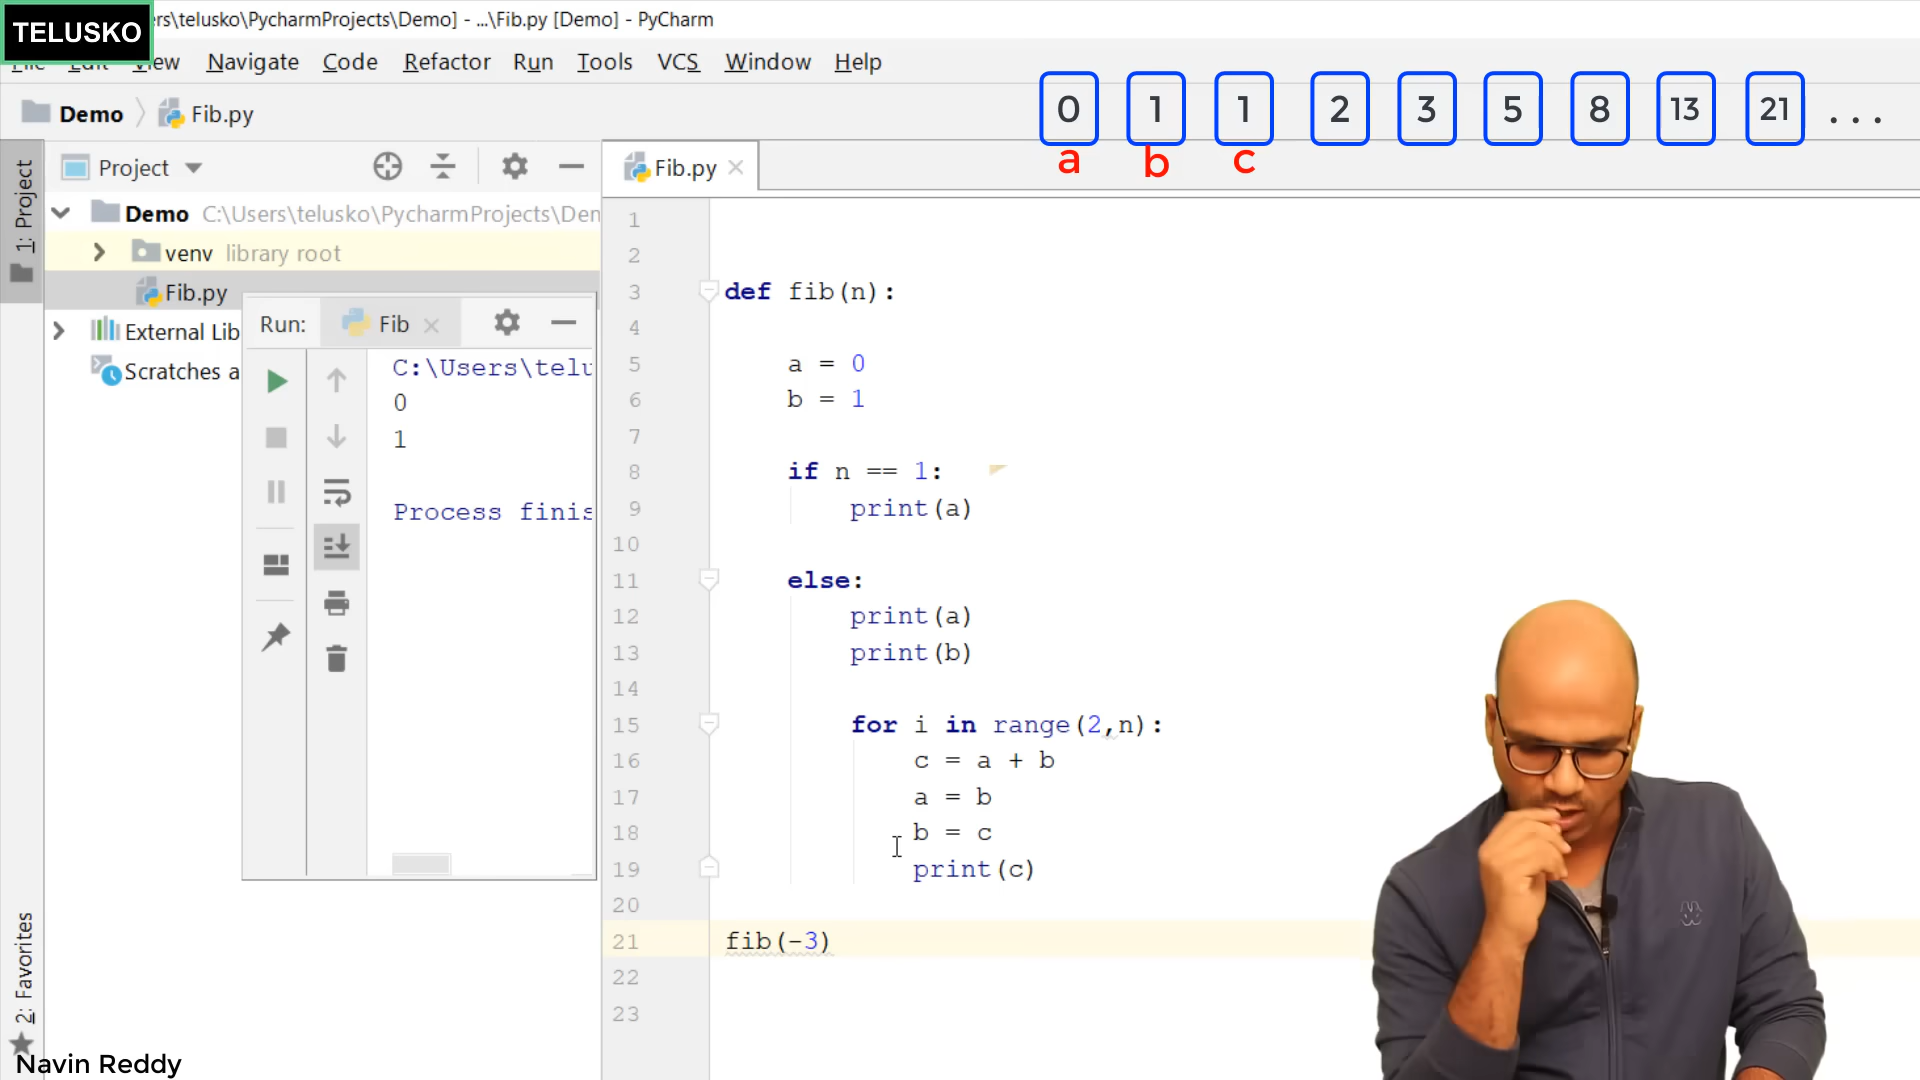 TELUSKO
rs\telusko\PycharmProjects\Demo] - ...\Fib.py [Demo] - PyCharm
File Edit View Navigate Code Refactor Run Tools VCS Window Help
Demo Fib.py
0 1 1 2 3 5 8 13 21 ...
a b c
1: Project
Project
Fib.py
Demo C:\Users\telusko\PycharmProjects\Den
venv library root
Fib.py
External Lib
Scratches a
Run: Fib
C:\Users\telu
0
1
Process finis
1
2
3 def fib(n):
4
5 a = 0
6 b = 1
7
8 if n == 1:
9 print(a)
10
11 else:
12 print(a)
13 print(b)
14
15 for i in range(2,n):
16 c = a + b
17 a = b
18 b = c
19 print(c)
20
21 fib(-3)
22
23
2: Favorites
Navin Reddy